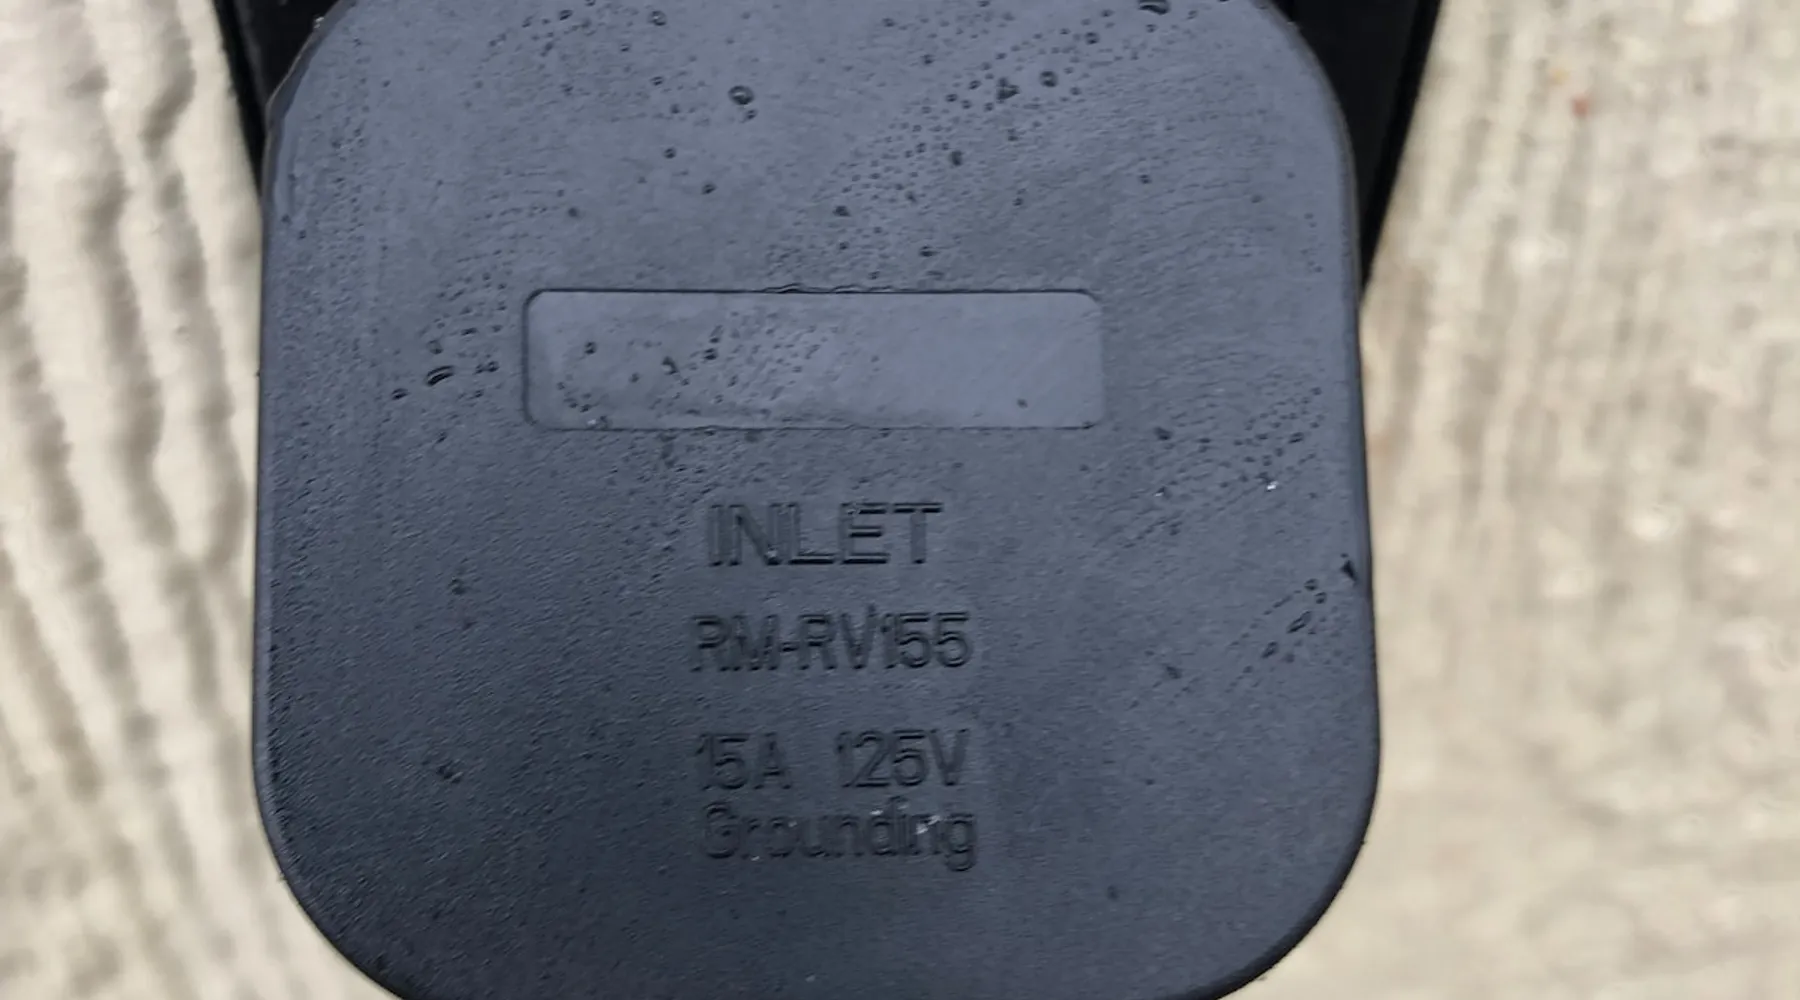 INLET
RM-RV155
15A 125V
Grounding